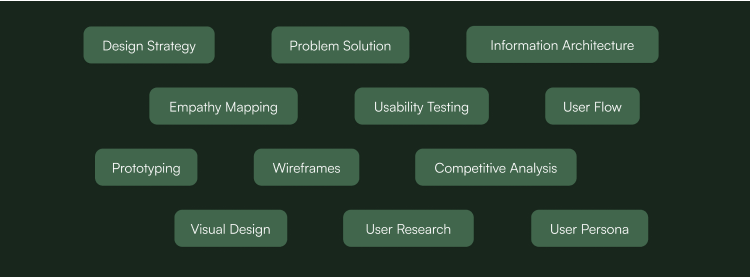 Design Strategy
Problem Solution
Information Architecture
Empathy Mapping
Usability Testing
User Flow
Prototyping
Wireframes
Competitive Analysis
Visual Design
User Research
User Persona